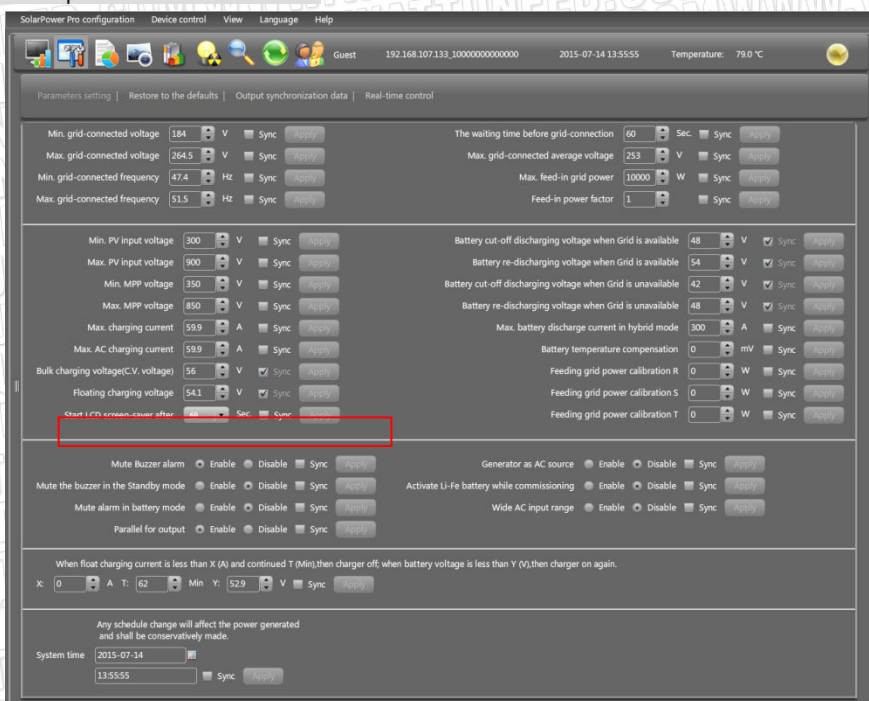 SolarPower Pro configuration Device control View Language Help
Guest 192.168.107.133_10000000000000 2015-07-14 13:55:55 Temperature: 79.0 ℃
Parameters setting | Restore to the defaults | Output synchronization data | Real-time control
Min. grid-connected voltage 184 V Sync Apply The waiting time before grid-connection 60 Sec. Sync Apply
Max. grid-connected voltage 264.5 V Sync Apply Max. grid-connected average voltage 253 V Sync Apply
Min. grid-connected frequency 47.4 Hz Sync Apply Max. feed-in grid power 10000 W Sync Apply
Max. grid-connected frequency 51.5 Hz Sync Apply Feed-in power factor 1 Sync Apply
Min. PV input voltage 300 V Sync Apply Battery cut-off discharging voltage when Grid is available 48 V Sync Apply
Max. PV input voltage 900 V Sync Apply Battery re-discharging voltage when Grid is available 54 V Sync Apply
Min. MPP voltage 350 V Sync Apply Battery cut-off discharging voltage when Grid is unavailable 42 V Sync Apply
Max. MPP voltage 850 V Sync Apply Battery re-discharging voltage when Grid is unavailable 48 V Sync Apply
Max. charging current 59.9 A Sync Apply Max. battery discharge current in hybrid mode 300 A Sync Apply
Max. AC charging current 59.9 A Sync Apply Battery temperature compensation 0 mV Sync Apply
Bulk charging voltage(C.V. voltage) 56 V Sync Apply Feeding grid power calibration R 0 W Sync Apply
Floating charging voltage 54.1 V Sync Apply Feeding grid power calibration S 0 W Sync Apply
Start LCD screen-saver after 60 Sec. Sync Apply Feeding grid power calibration T 0 W Sync Apply
Mute Buzzer alarm Enable Disable Sync Apply Generator as AC source Enable Disable Sync Apply
Mute the buzzer in the Standby mode Enable Disable Sync Apply Activate Li-Fe battery while commissioning Enable Disable Sync Apply
Mute alarm in battery mode Enable Disable Sync Apply Wide AC input range Enable Disable Sync Apply
Parallel for output Enable Disable Sync Apply
When float charging current is less than X (A) and continued T (Min),then charger off; when battery voltage is less than Y (V),then charger on again.
X: 0 A T: 62 Min Y: 52.9 V Sync Apply
Any schedule change will affect the power generated
and shall be conservatively made.
System time 2015-07-14
13:55:55 Sync Apply